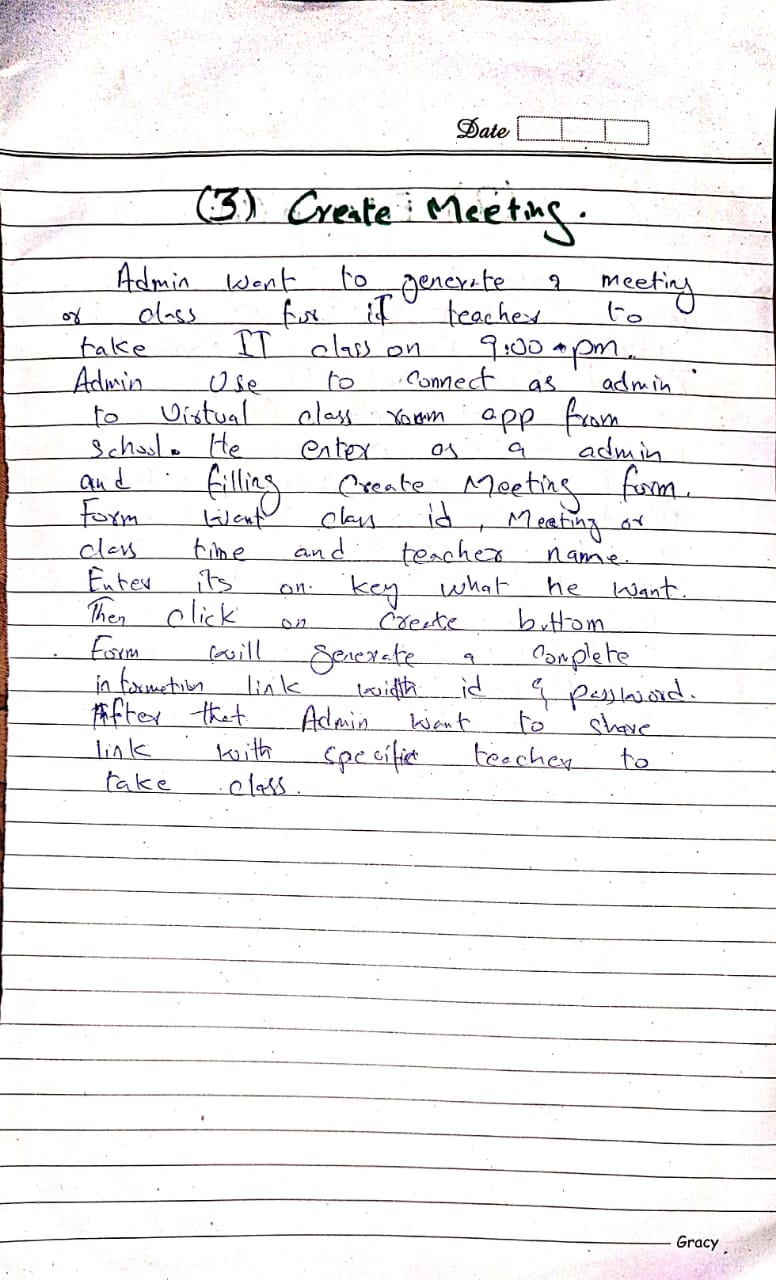 Date
(3) Create Meeting.
Admin want to generate a meeting
or class for it teacher to
take IT class on 9:00 pm.
Admin Use to Connect as admin
to Virtual class room app from
School. He enter as a admin
and filling Create Meeting form.
Form want class id, Meeting or
class time and teacher name.
Enter its on key what he want.
Then click on Create buttom
Form will generate a Complete
information link width id & password.
After that Admin want to share
link with specific teacher to
take class.
Gracy